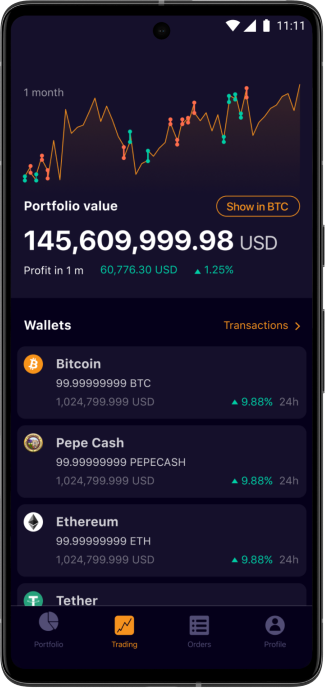 11:11
1 month
Portfolio value
Show in BTC
145,609,999.98 USD
Profit in 1 m 60,776.30 USD ▲ 1.25%
Wallets
Transactions >
Bitcoin
99.99999999 BTC
1,024,799.999 USD ▲ 9.88% 24h
Pepe Cash
99.99999999 PEPECASH
1,024,799.999 USD ▲ 9.88% 24h
Ethereum
99.99999999 ETH
1,024,799.999 USD ▲ 9.88% 24h
Tether
Portfolio
Trading
Orders
Profile